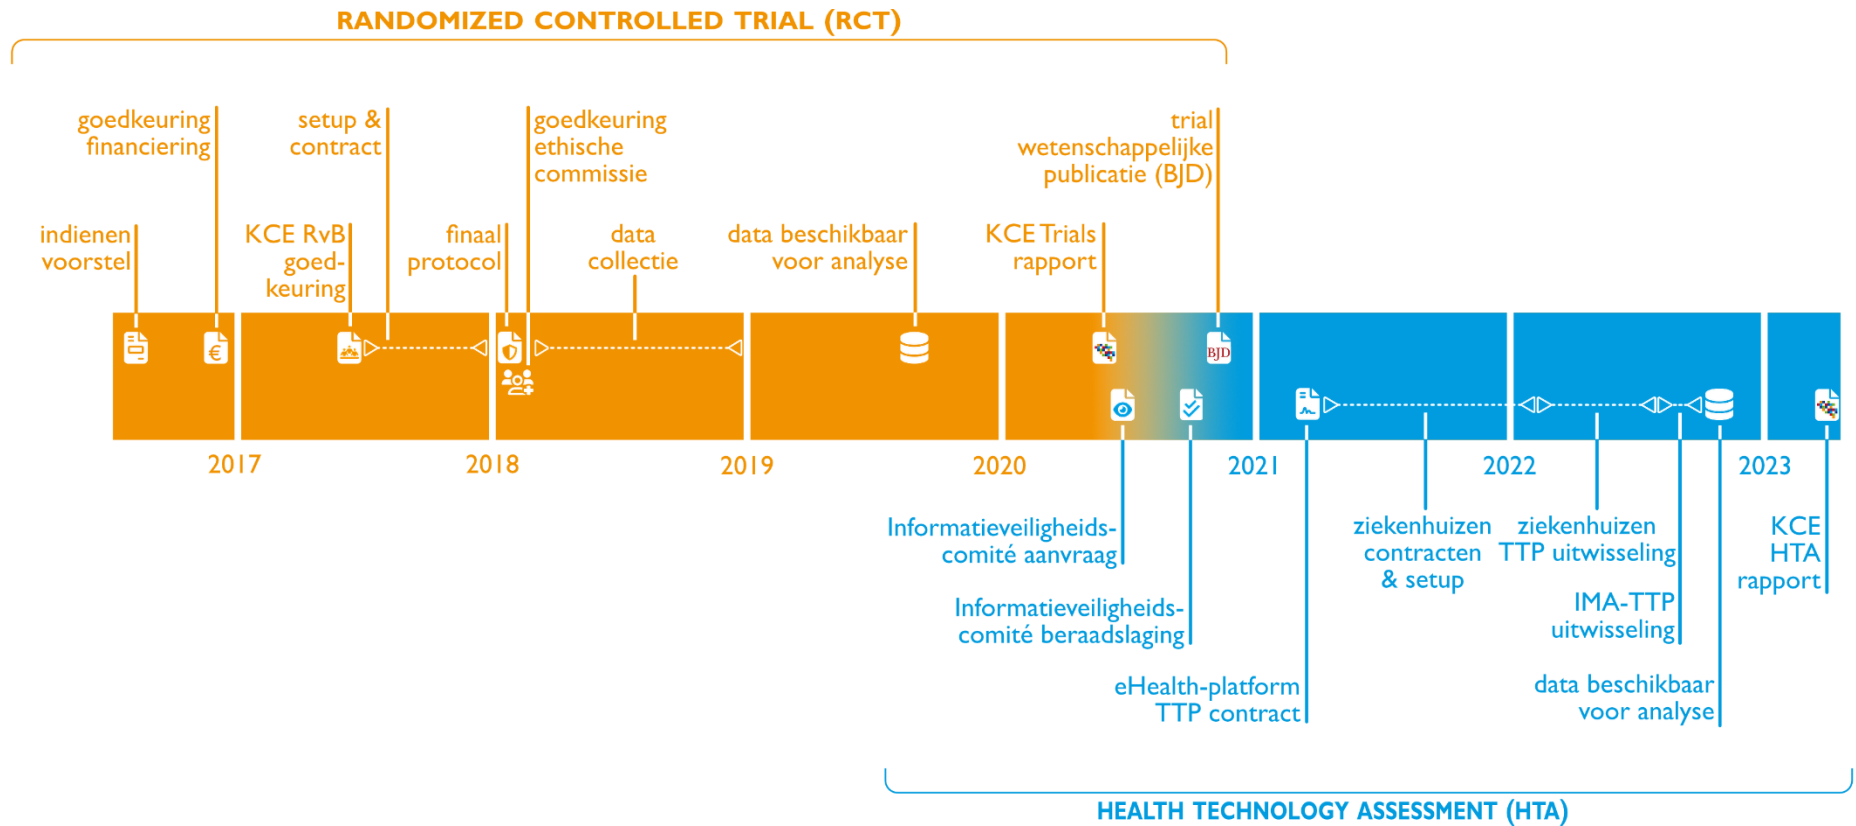 RANDOMIZED CONTROLLED TRIAL (RCT)
goedkeuring
financiering
setup &
contract
goedkeuring
ethische
commissie
trial
wetenschappelijke
publicatie (BJD)
indienen
voorstel
KCE RvB
goed-
keuring
finaal
protocol
data
collectie
data beschikbaar
voor analyse
KCE Trials
rapport
€
BJD
2017
2018
2019
2020
2021
2022
2023
Informatieveiligheids-
comité aanvraag
Informatieveiligheids-
comité beraadslaging
eHealth-platform
TTP contract
ziekenhuizen
contracten
& setup
ziekenhuizen
TTP uitwisseling
IMA-TTP
uitwisseling
data beschikbaar
voor analyse
KCE
HTA
rapport
HEALTH TECHNOLOGY ASSESSMENT (HTA)